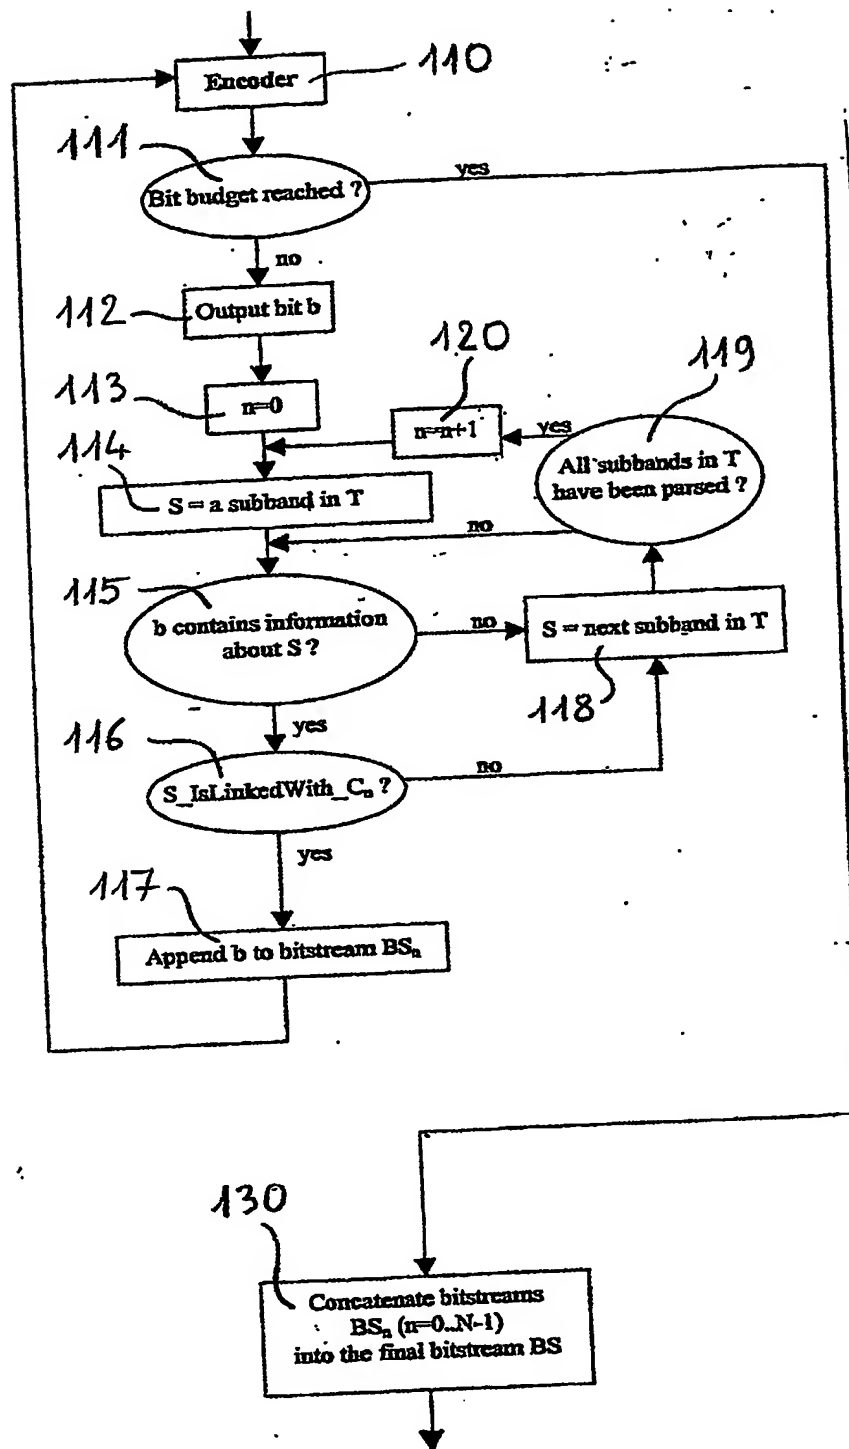 110
Encoder
111
yes
Bit budget reached ?
no
112
Output bit b
120
119
113
n=0
n=n+1
yes
114
All subbands in T
have been parsed ?
S = a subband in T
no
115
b contains information
about S ?
no
S = next subband in T
118
yes
116
S_IsLinkedWith_Cₙ ?
no
yes
117
Append b to bitstream BSₙ
130
Concatenate bitstreams
BSₙ (n=0..N-1)
into the final bitstream BS